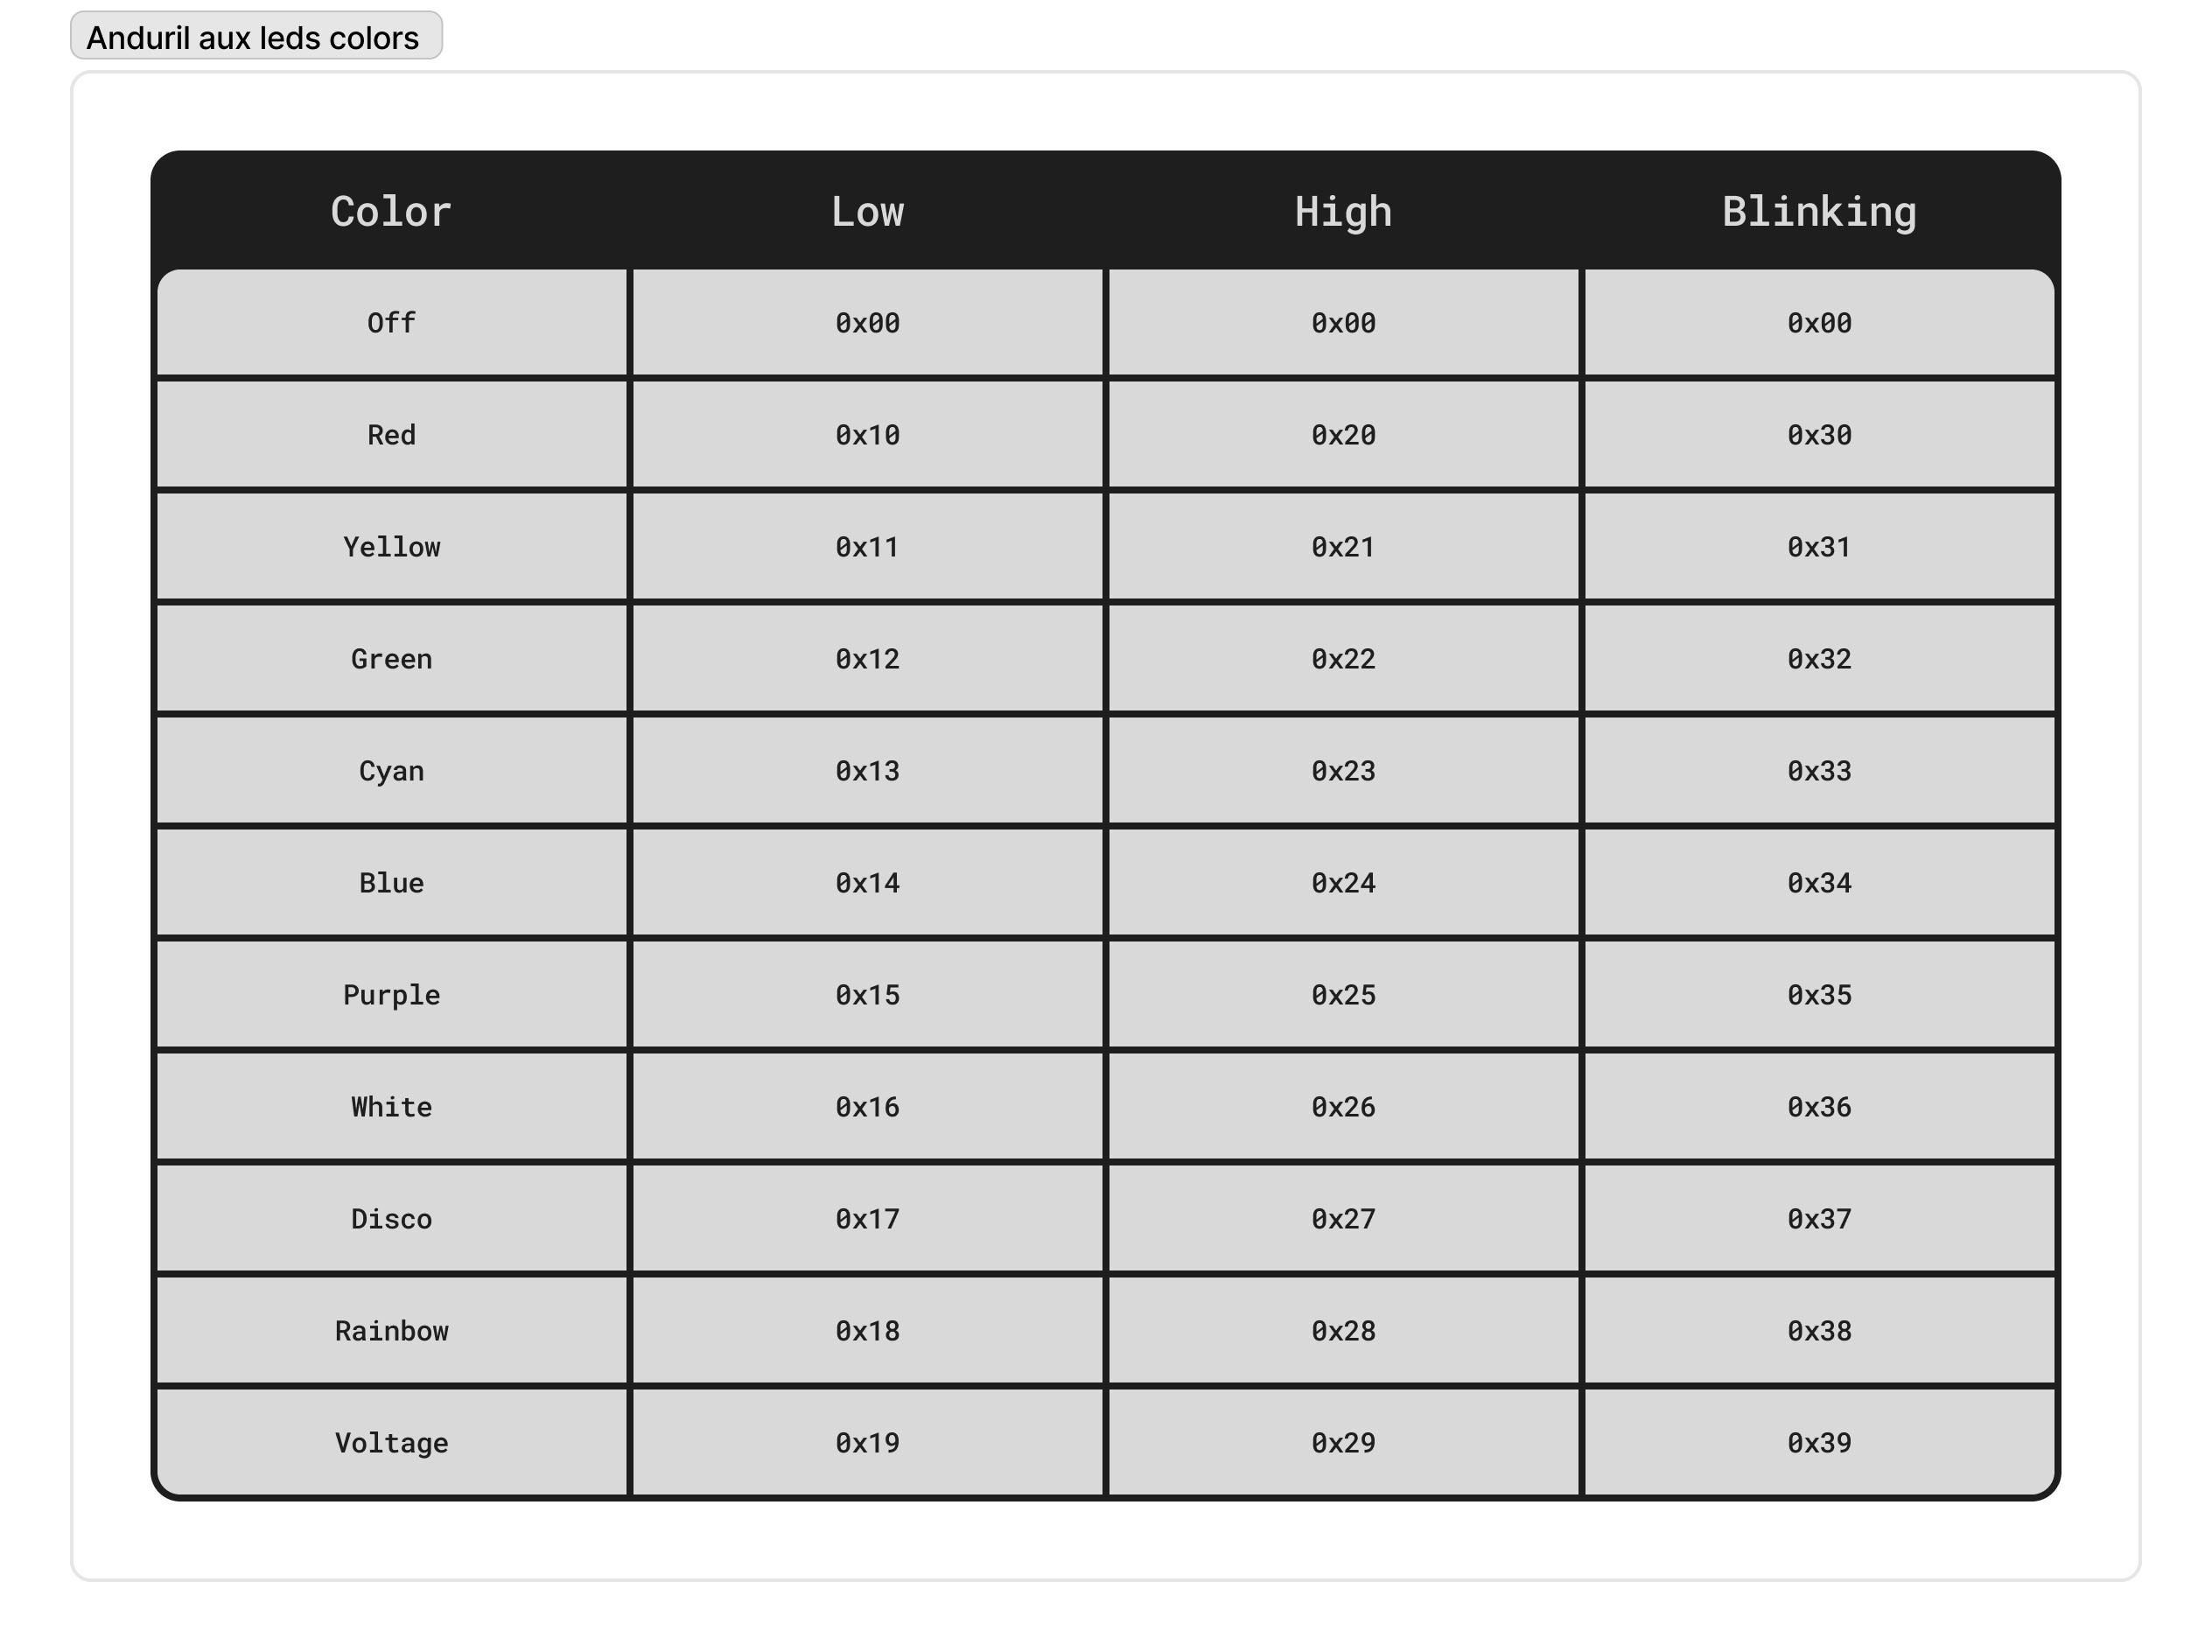 Anduril aux leds colors
Color Low High Blinking
Off 0x00 0x00 0x00
Red 0x10 0x20 0x30
Yellow 0x11 0x21 0x31
Green 0x12 0x22 0x32
Cyan 0x13 0x23 0x33
Blue 0x14 0x24 0x34
Purple 0x15 0x25 0x35
White 0x16 0x26 0x36
Disco 0x17 0x27 0x37
Rainbow 0x18 0x28 0x38
Voltage 0x19 0x29 0x39